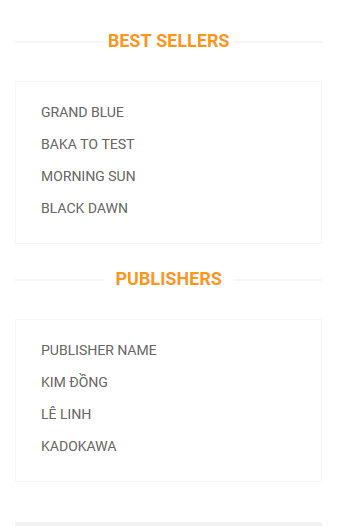 BEST SELLERS
GRAND BLUE
BAKA TO TEST
MORNING SUN
BLACK DAWN
PUBLISHERS
PUBLISHER NAME
KIM ĐỒNG
LÊ LINH
KADOKAWA